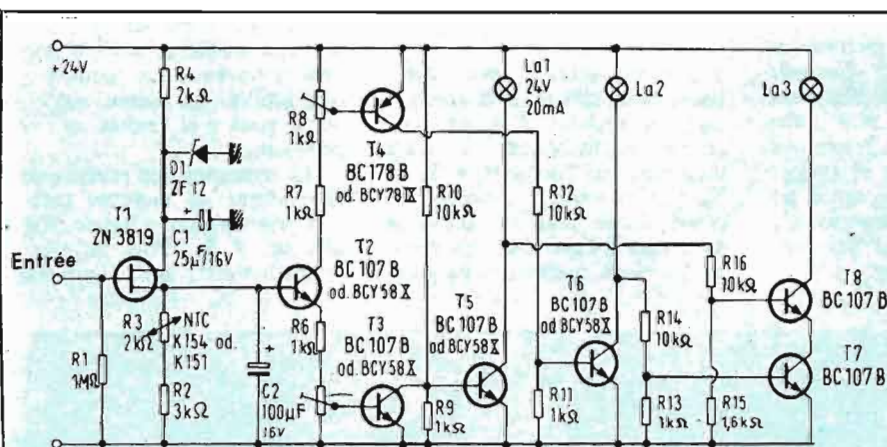 +24V
R4
2kΩ
D1
ZF 12
T1
2N 3819
C1
25µF/16V
Entrée
R1
1MΩ
R3
2kΩ
NTC
K154 od.
K151
R2
3kΩ
C2
100µF
16V
R8
1kΩ
R7
1kΩ
T2
BC 107 B
od. BCY58 X
R6
1kΩ
T4
BC 178 B
od. BCY78 IX
T3
BC 107 B
od. BCY58 X
R10
10kΩ
R9
1kΩ
T5
BC 107 B
od BCY58 X
La1
24V
20mA
R12
10kΩ
R11
1kΩ
T6
BC 107 B
od BCY58 X
La2
R14
10kΩ
R13
1kΩ
R16
10kΩ
R15
1,6kΩ
La3
T8
BC 107 B
T7
BC 107 B